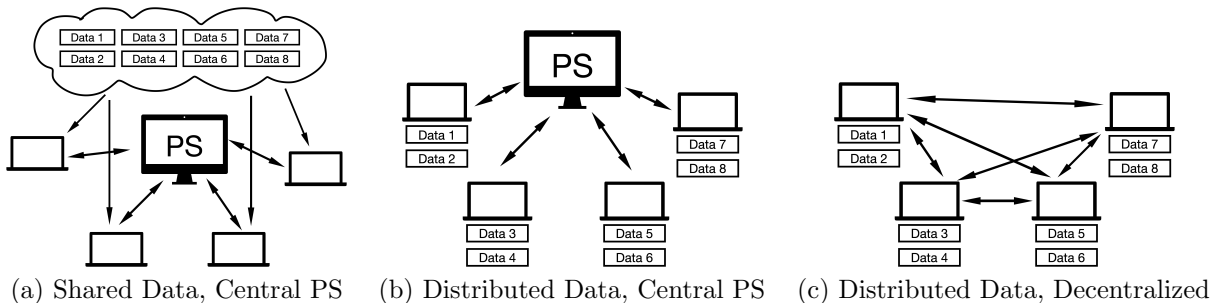 Data 1 Data 3 Data 5 Data 7
Data 2 Data 4 Data 6 Data 8
PS
(a) Shared Data, Central PS
PS
Data 1
Data 2
Data 7
Data 8
Data 3
Data 4
Data 5
Data 6
(b) Distributed Data, Central PS
Data 1
Data 2
Data 7
Data 8
Data 3
Data 4
Data 5
Data 6
(c) Distributed Data, Decentralized